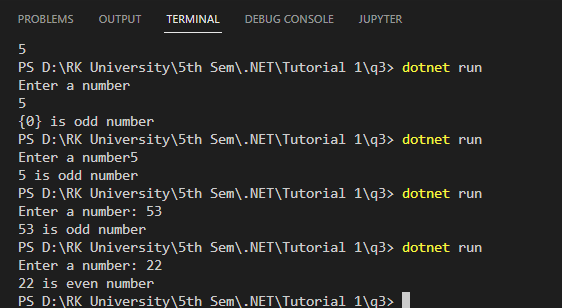 PROBLEMS OUTPUT TERMINAL DEBUG CONSOLE JUPYTER
5
PS D:\RK University\5th Sem\.NET\Tutorial 1\q3> dotnet run
Enter a number
5
{0} is odd number
PS D:\RK University\5th Sem\.NET\Tutorial 1\q3> dotnet run
Enter a number5
5 is odd number
PS D:\RK University\5th Sem\.NET\Tutorial 1\q3> dotnet run
Enter a number: 53
53 is odd number
PS D:\RK University\5th Sem\.NET\Tutorial 1\q3> dotnet run
Enter a number: 22
22 is even number
PS D:\RK University\5th Sem\.NET\Tutorial 1\q3>